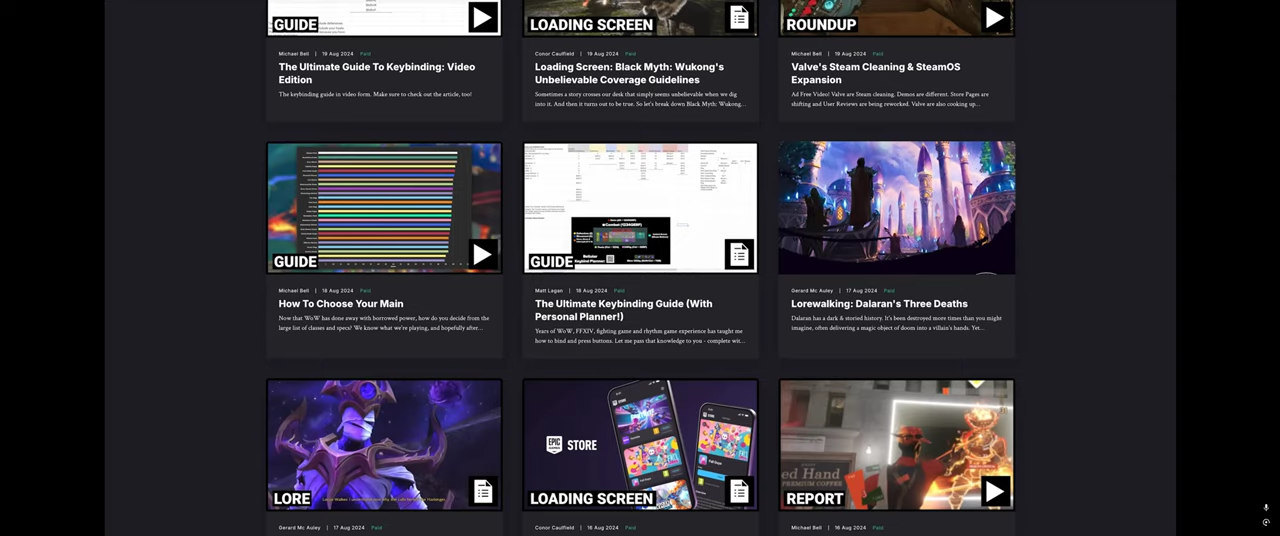 GUIDE
LOADING SCREEN
ROUNDUP
Michael Bell | 19 Aug 2024 Paid
The Ultimate Guide To Keybinding: Video
Edition
The keybinding guide in video form. Make sure to check out the article, too!
Conor Caulfield | 19 Aug 2024 Paid
Loading Screen: Black Myth: Wukong's
Unbelievable Coverage Guidelines
Sometimes a story crosses our desk that simply seems unbelievable when we dig
into it. And then it turns out to be true. So let's break down Black Myth: Wukong...
Michael Bell | 19 Aug 2024 Paid
Valve's Steam Cleaning & SteamOS
Expansion
Ad Free Video! Valve are Steam cleaning. Demos are different. Store Pages are
shifting and User Reviews are being reworked. Valve are also cooking up...
GUIDE
GUIDE
Michael Bell | 18 Aug 2024 Paid
How To Choose Your Main
Now that WoW has done away with borrowed power, how do you decide from the
large list of classes and specs? We know what we're playing, and hopefully after...
Matt Lagan | 18 Aug 2024 Paid
The Ultimate Keybinding Guide (With
Personal Planner!)
Years of WoW, FFXIV, fighting game and rhythm game experience has taught me
how to bind and press buttons. Let me pass that knowledge to you - complete wit...
Gerard Mc Auley | 17 Aug 2024 Paid
Lorewalking: Dalaran's Three Deaths
Dalaran has a dark & storied history. It's been destroyed more times than you might
imagine, often delivering a magic object of doom into a villain's hands. Yet...
LORE
EPIC
GAMES
STORE
LOADING SCREEN
ed Hand
PREMIUM COFFEE
REPORT
Gerard Mc Auley | 17 Aug 2024 Paid
Conor Caulfield | 16 Aug 2024 Paid
Michael Bell | 16 Aug 2024 Paid